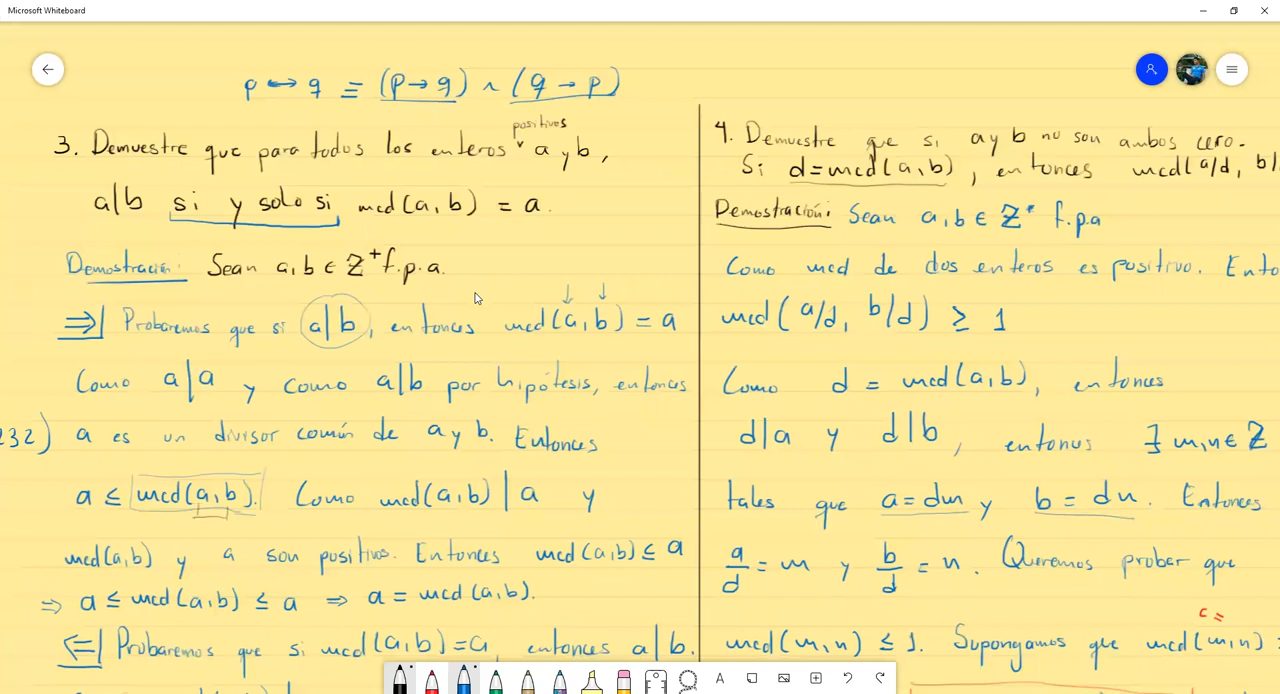 Microsoft Whiteboard
p ↔ q ≡ (p → q) ∧ (q → p)
positivos
3. Demuestre que para todos los enteros ˅ a y b,
a|b si y solo si mcd(a,b) = a.
Demostración: Sean a,b ∈ Z⁺ f.p.a.
⇒| Probaremos que si a|b, entonces mcd(a,b) = a
Como a|a y como a|b por hipótesis, entonces
232) a es un divisor común de a y b. Entonces
a ≤ mcd(a,b). Como mcd(a,b) | a y
mcd(a,b) y a son positivos. Entonces mcd(a,b) ≤ a
⇒ a ≤ mcd(a,b) ≤ a ⇒ a = mcd(a,b).
⇐| Probaremos que si mcd(a,b) = a, entonces a|b.
4. Demuestre que si a y b no son ambos cero.
Si d = mcd(a,b), entonces mcd(a/d, b/
Demostración: Sean a,b ∈ Z* f.p.a
Como mcd de dos enteros es positivo. Ento
mcd(a/d, b/d) ≥ 1
Como d = mcd(a,b), entonces
d|a y d|b, entonces ∃ m,n ∈ Z
tales que a = dm y b = dn. Entonces
a/d = m y b/d = n. Queremos probar que
c =
mcd(m,n) ≤ 1. Supongamos que mcd(m,n)